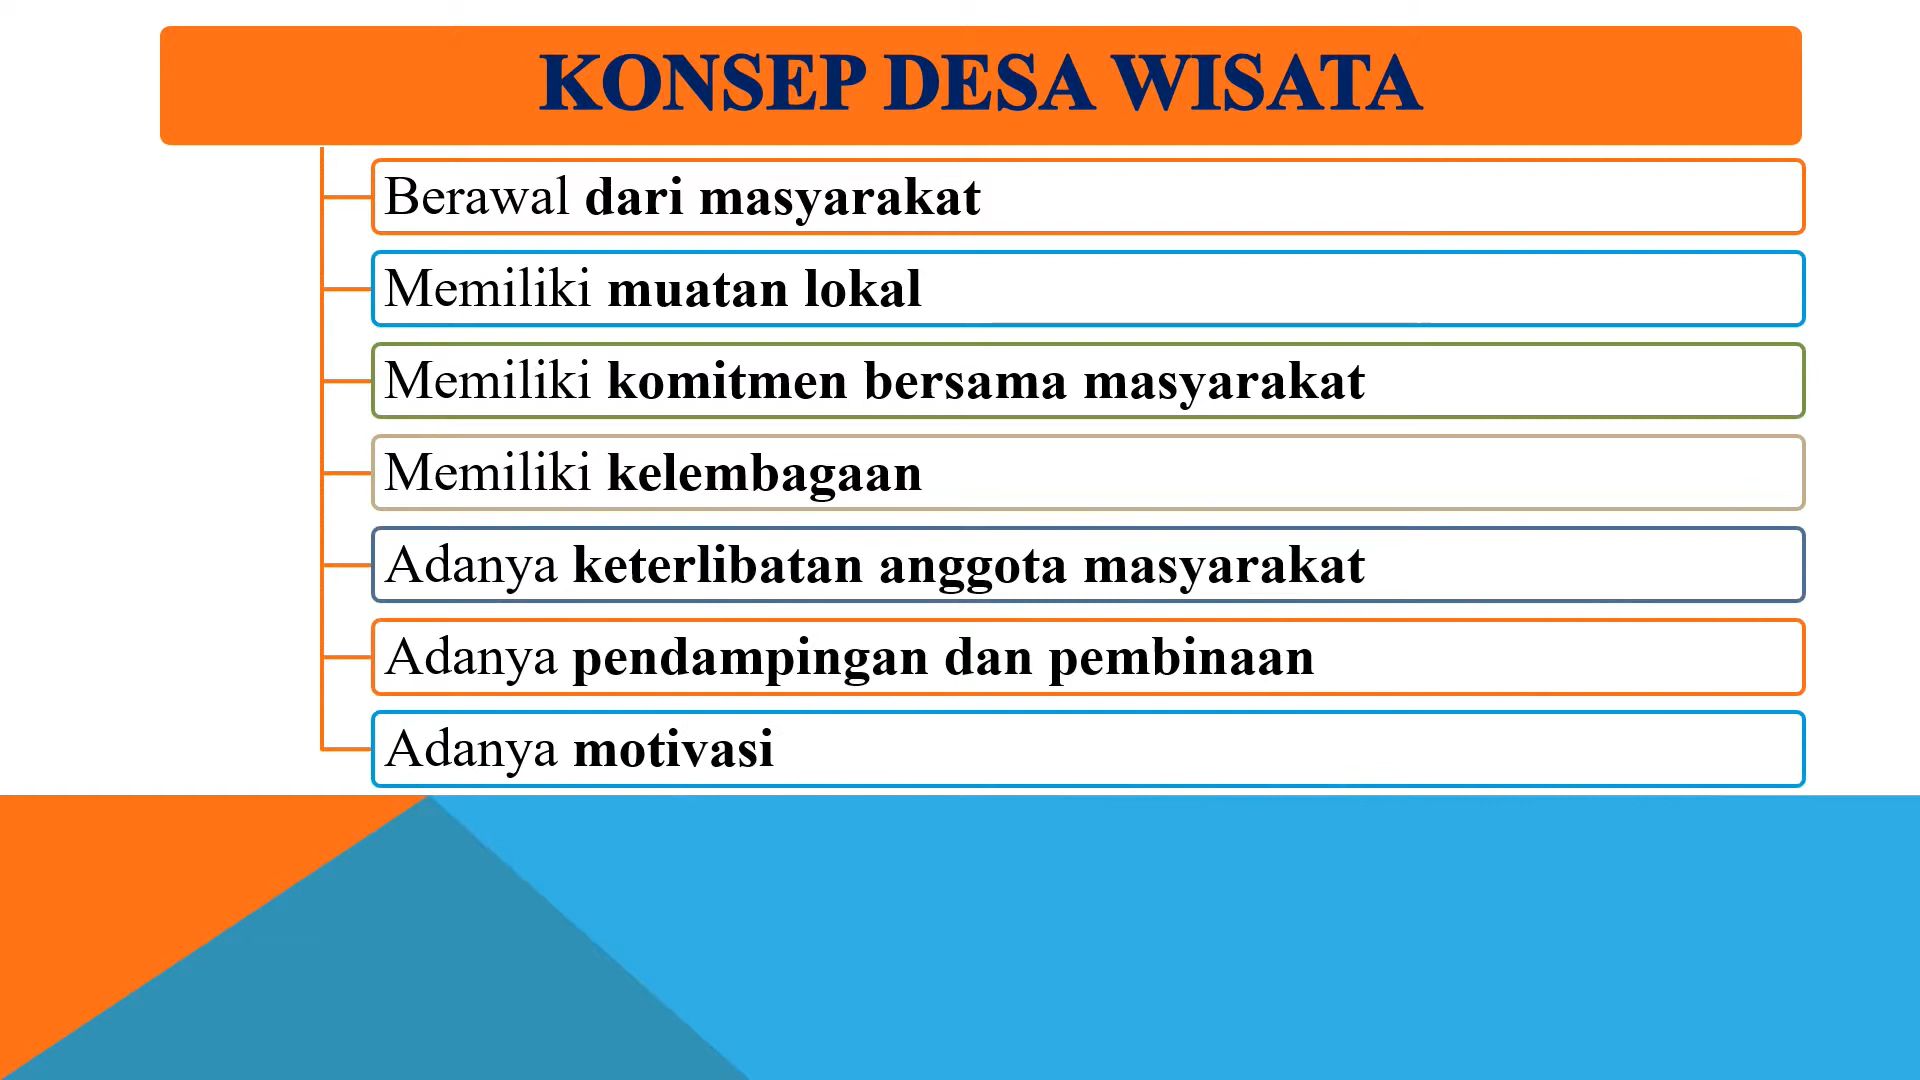 KONSEP DESA WISATA
Berawal dari masyarakat
Memiliki muatan lokal
Memiliki komitmen bersama masyarakat
Memiliki kelembagaan
Adanya keterlibatan anggota masyarakat
Adanya pendampingan dan pembinaan
Adanya motivasi